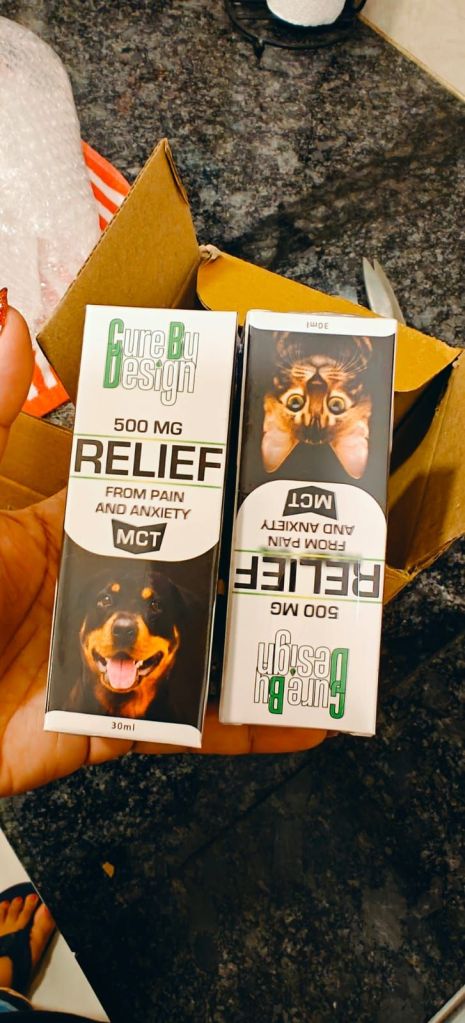 Cure By
Design
500 MG
RELIEF
FROM PAIN
AND ANXIETY
MCT
30ml
Cure By
Design
500 MG
RELIEF
FROM PAIN
AND ANXIETY
MCT
30ml